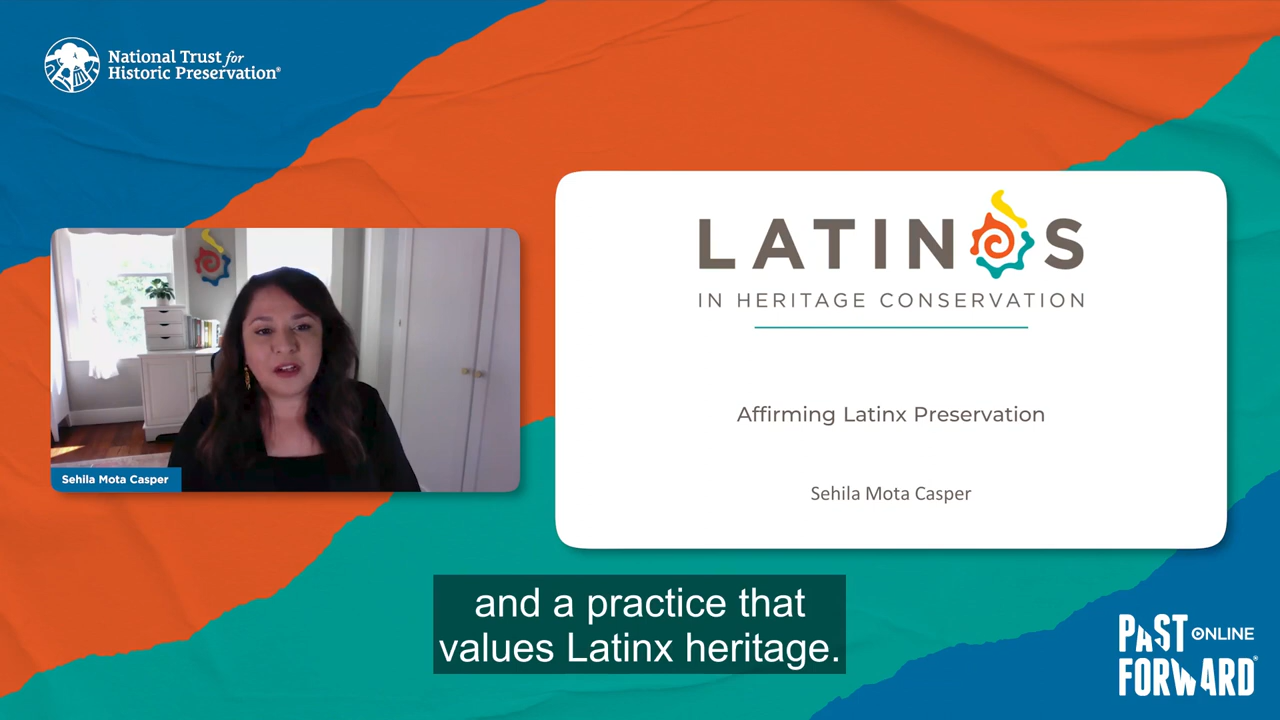 National Trust for
Historic Preservation®
LATINOS
IN HERITAGE CONSERVATION
Affirming Latinx Preservation
Sehila Mota Casper
Sehila Mota Casper
and a practice that
values Latinx heritage.
PAST ONLINE
FORWARD®